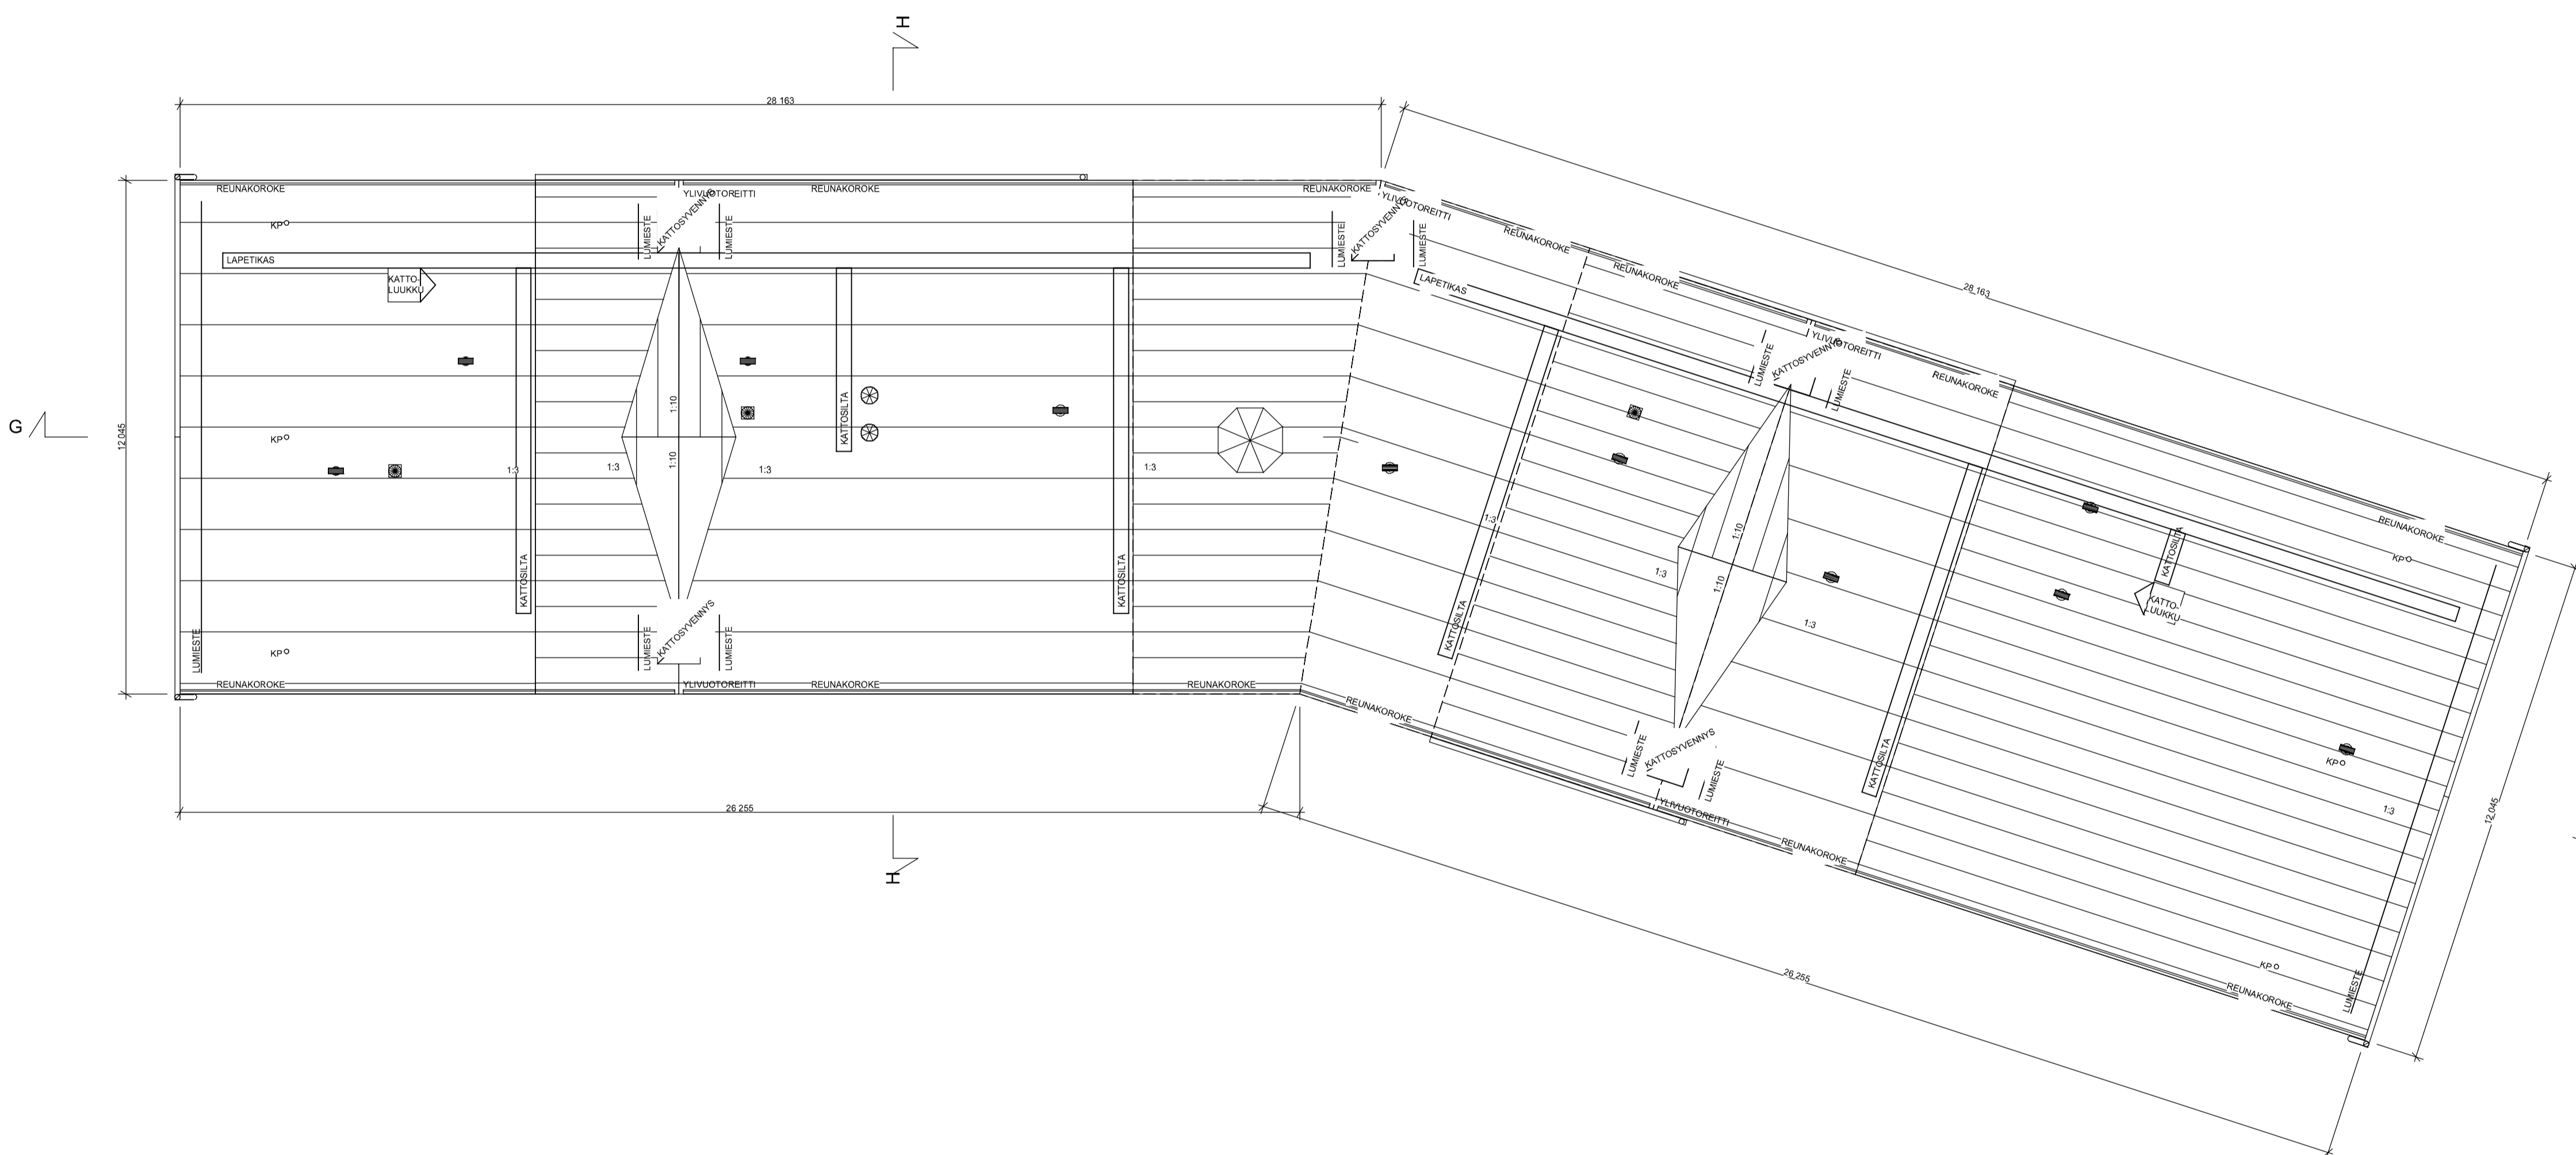 H
28 163
REUNAKOROKE
YLIVUOTOREITTI
REUNAKOROKE
REUNAKOROKE
YLIVUOTOREITTI
KP
LUMIESTE
KATTOSYVENNYS
LUMIESTE
LUMIESTE
KATTOSYVENNYS
LUMIESTE
REUNAKOROKE
LAPETIKAS
KATTO-
LUUKKU
LAPETIKAS
REUNAKOROKE
28 163
YLIVUOTOREITTI
LUMIESTE
KATTOSYVENNYS
LUMIESTE
REUNAKOROKE
G
12 045
KP
1:10
KATTOSILTA
1:10
1:3
1:3
1:3
1:3
1:3
1:10
REUNAKOROKE
KATTOSILTA
KATTOSILTA
KATTOSILTA
KP
1:3
1:10
KATTO-
LUUKKU
1:3
KATTOSILTA
LUMIESTE
KP
LUMIESTE
KATTOSYVENNYS
LUMIESTE
KATTOSILTA
REUNAKOROKE
YLIVUOTOREITTI
REUNAKOROKE
REUNAKOROKE
REUNAKOROKE
LUMIESTE
KATTOSYVENNYS
LUMIESTE
KATTOSILTA
KP
1:3
12 045
26 255
YLIVUOTOREITTI
REUNAKOROKE
H
KP
LUMIESTE
26 255
REUNAKOROKE